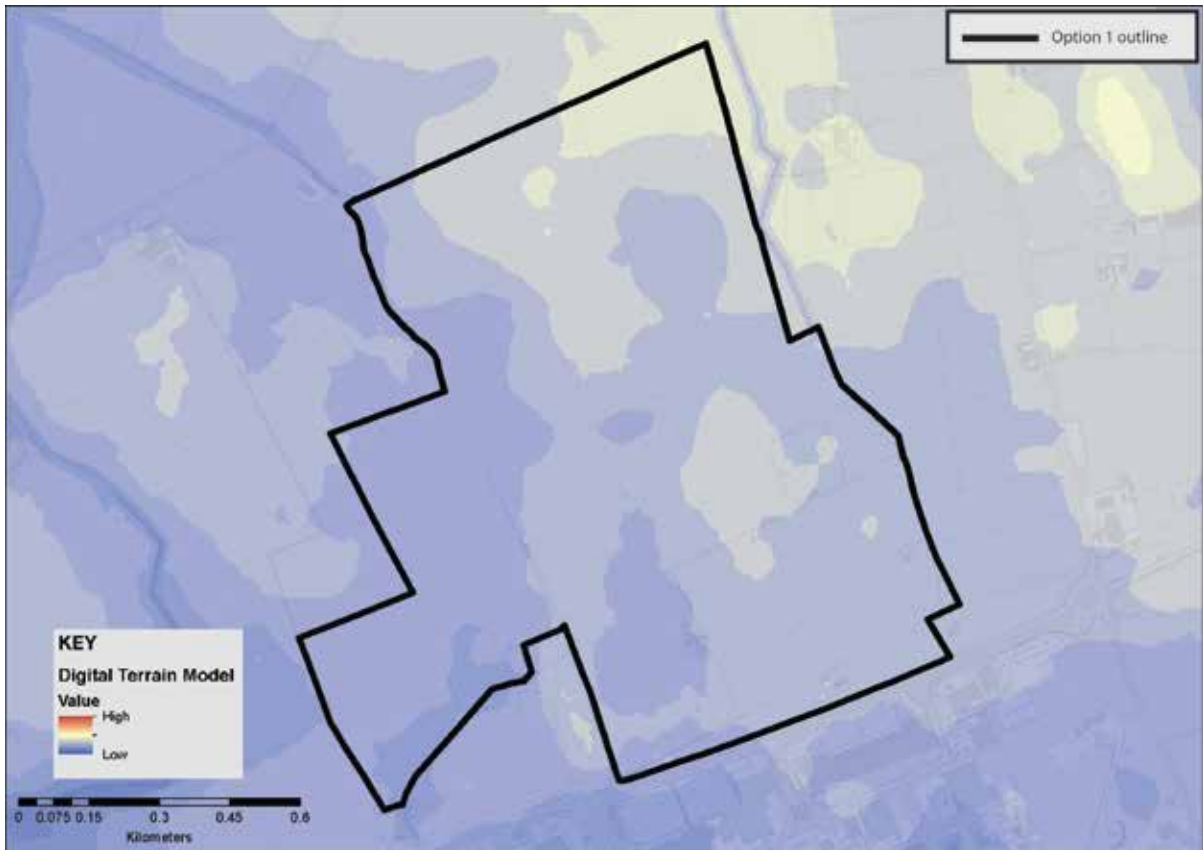 Option 1 outline
KEY
Digital Terrain Model
Value
High
Low
0 0.075 0.15 0.3 0.45 0.6
Kilometers